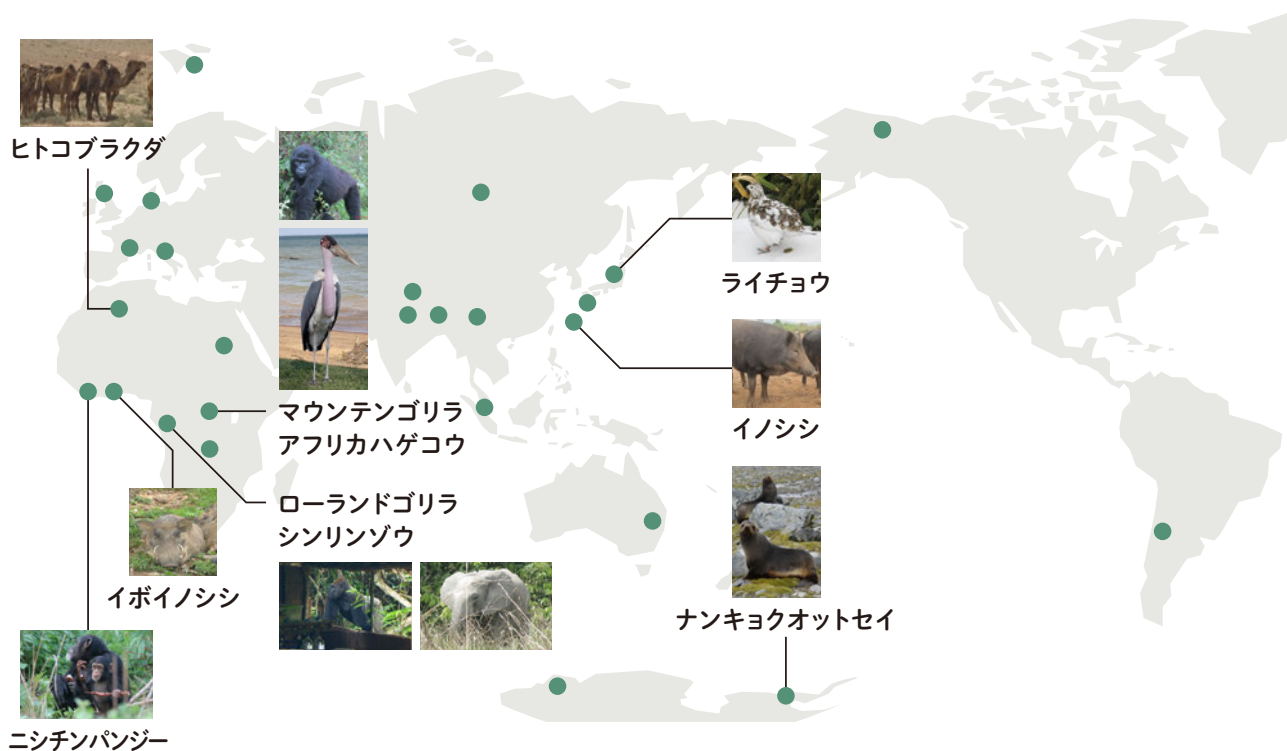 ヒトコブラクダ
ライチョウ
イノシシ
マウンテンゴリラ
アフリカハゲコウ
ローランドゴリラ
シンリンゾウ
イボイノシシ
ナンキョクオットセイ
ニシチンパンジー